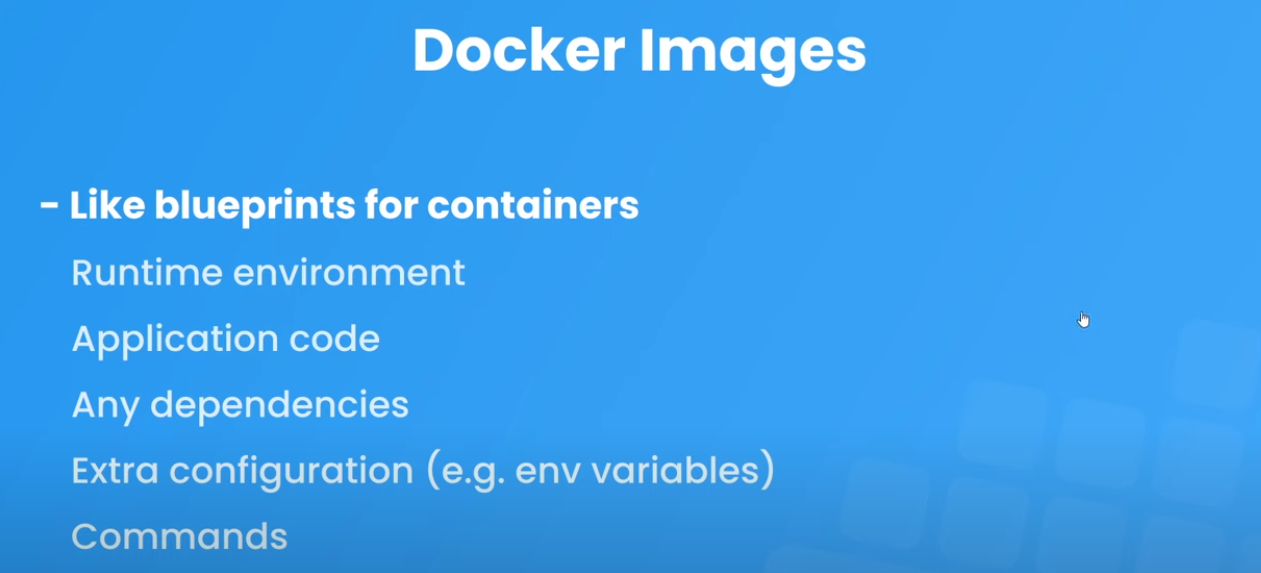 Docker Images
- Like blueprints for containers
Runtime environment
Application code
Any dependencies
Extra configuration (e.g. env variables)
Commands